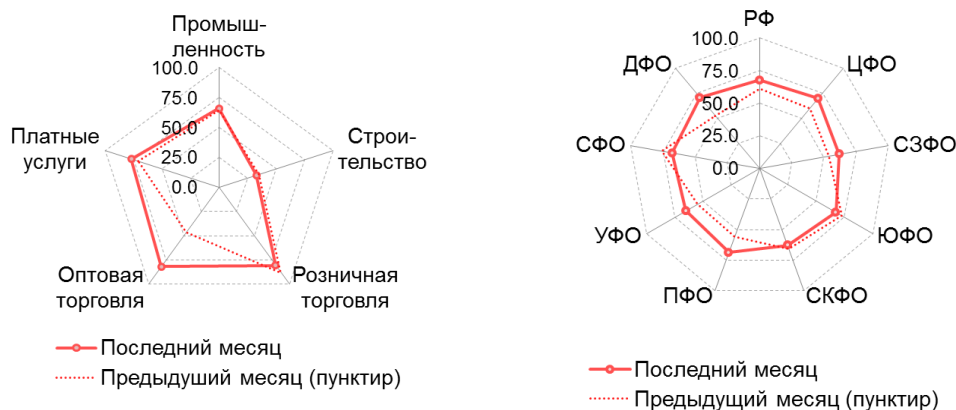 Промыш-
ленность
100.0
75.0
50.0
25.0
0.0
Строи-
тельство
Розничная
торговля
Оптовая
торговля
Платные
услуги
Последний месяц
Предыдуший месяц (пунктир)
РФ
100.0
75.0
50.0
25.0
0.0
ЦФО
СЗФО
ЮФО
СКФО
ПФО
УФО
СФО
ДФО
Последний месяц
Предыдущий месяц (пунктир)